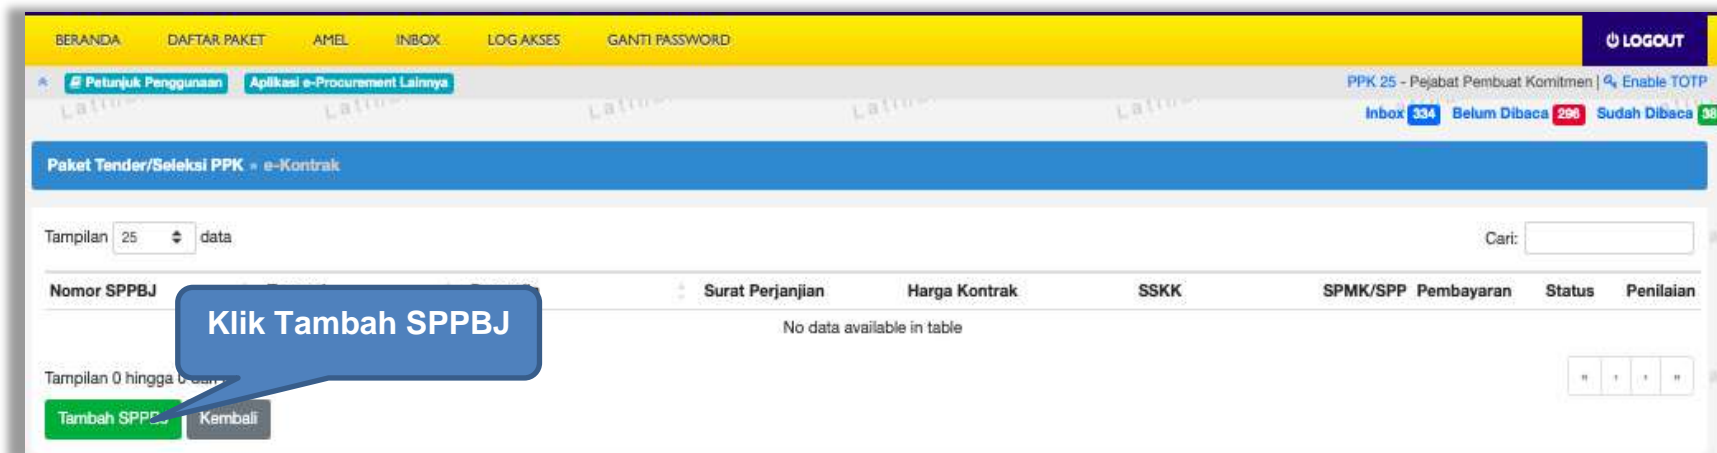 BERANDA DAFTAR PAKET AMEL INBOX LOG AKSES GANTI PASSWORD LOGOUT
Petunjuk Penggunaan Aplikasi e-Procurement Lainnya PPK 25 - Pejabat Pembuat Komitmen | Enable TOTP
Inbox 334 Belum Dibaca 296 Sudah Dibaca 38
Paket Tender/Seleksi PPK » e-Kontrak
Tampilan 25 data Cari:
Nomor SPPBJ Surat Perjanjian Harga Kontrak SSKK SPMK/SPP Pembayaran Status Penilaian
Klik Tambah SPPBJ
No data available in table
Tampilan 0 hingga
Tambah SPPBJ Kembali